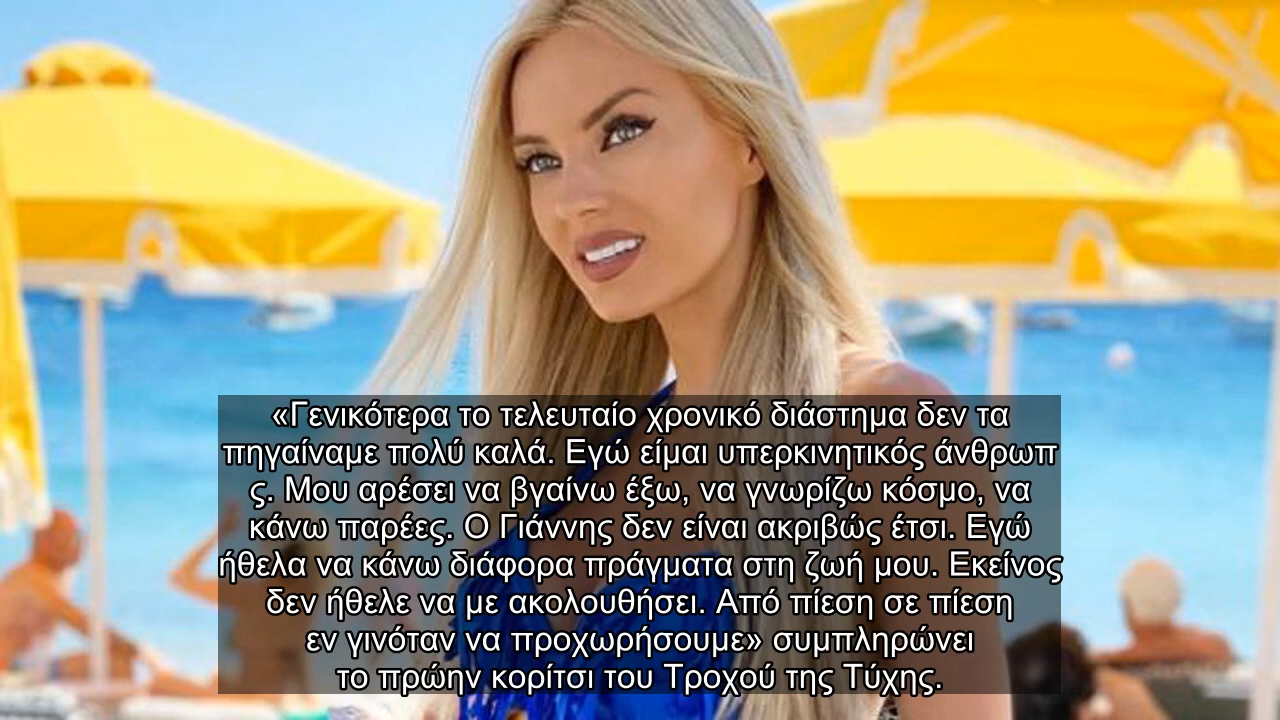 «Γενικότερα το τελευταίο χρονικό διάστημα δεν τα
πηγαίναμε πολύ καλά. Εγώ είμαι υπερκινητικός άνθρωπ
ς. Μου αρέσει να βγαίνω έξω, να γνωρίζω κόσμο, να
κάνω παρέες. Ο Γιάννης δεν είναι ακριβώς έτσι. Εγώ
ήθελα να κάνω διάφορα πράγματα στη ζωή μου. Εκείνος
δεν ήθελε να με ακολουθήσει. Από πίεση σε πίεση
εν γινόταν να προχωρήσουμε» συμπληρώνει
το πρώην κορίτσι του Τροχού της Τύχης.